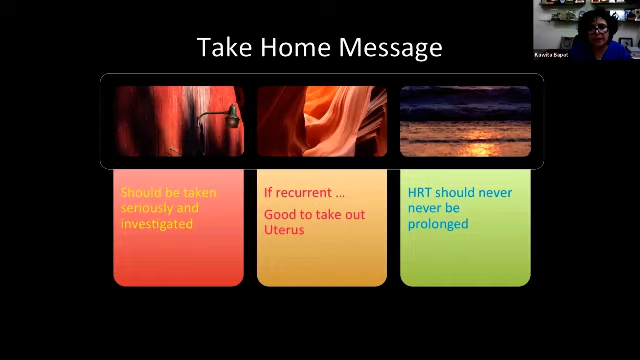 Take Home Message
Kawita Bapat
Should be taken
seriously and
investigated
If recurrent ...
Good to take out
Uterus
HRT should never
never be
prolonged